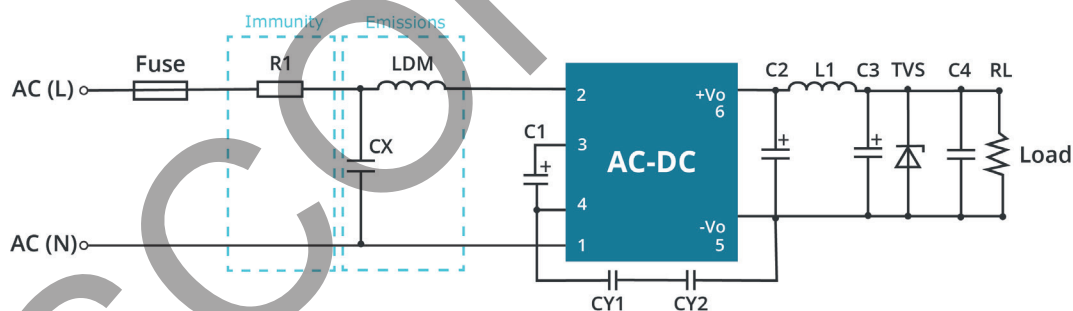 Immunity
Emissions
Fuse
R1
LDM
C2
L1
C3
TVS
C4
RL
AC (L)
2
+Vo
6
C1
3
CX
AC-DC
Load
4
-Vo
5
AC (N)
1
CY1
CY2